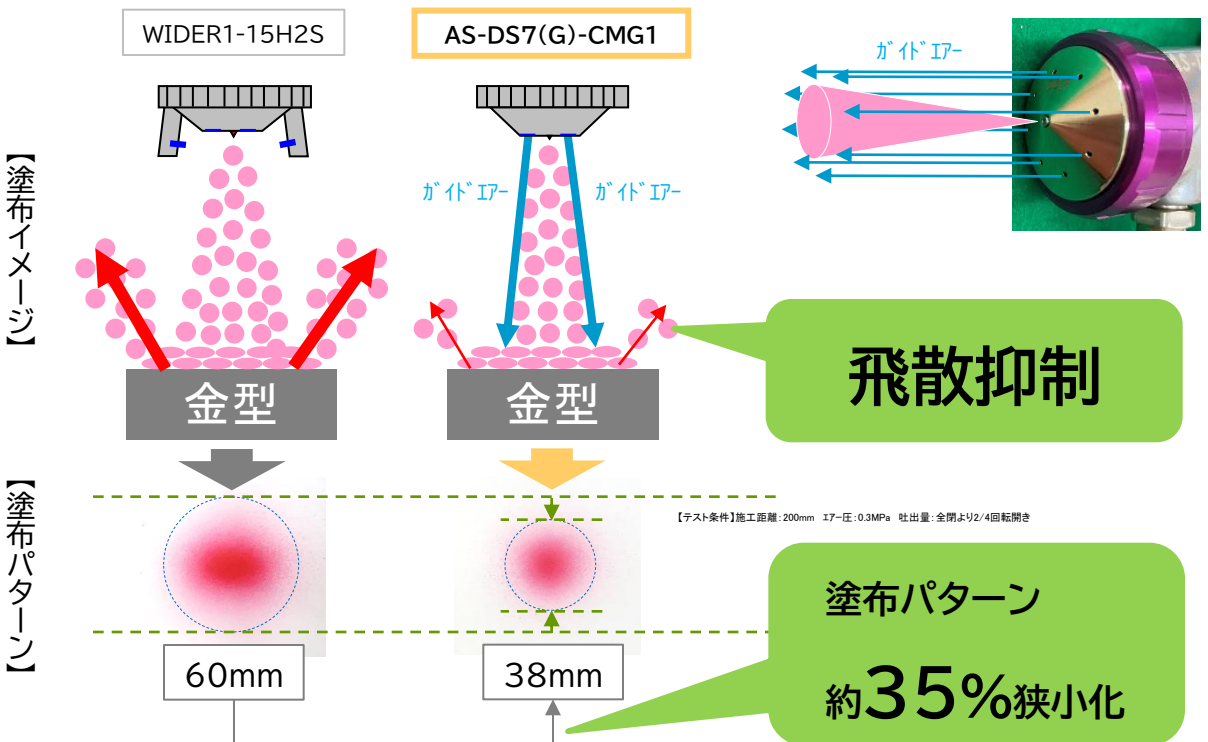 WIDER1-15H2S
AS-DS7(G)-CMG1
ｶﾞｲﾄﾞｴｱｰ
【塗布イメージ】
ｶﾞｲﾄﾞｴｱｰ
ｶﾞｲﾄﾞｴｱｰ
飛散抑制
金型
金型
【塗布パターン】
【テスト条件】施工距離：200mm ｴｱｰ圧：0.3MPa 吐出量：全閉より2/4回転開き
塗布パターン
60mm
38mm
約35%狭小化